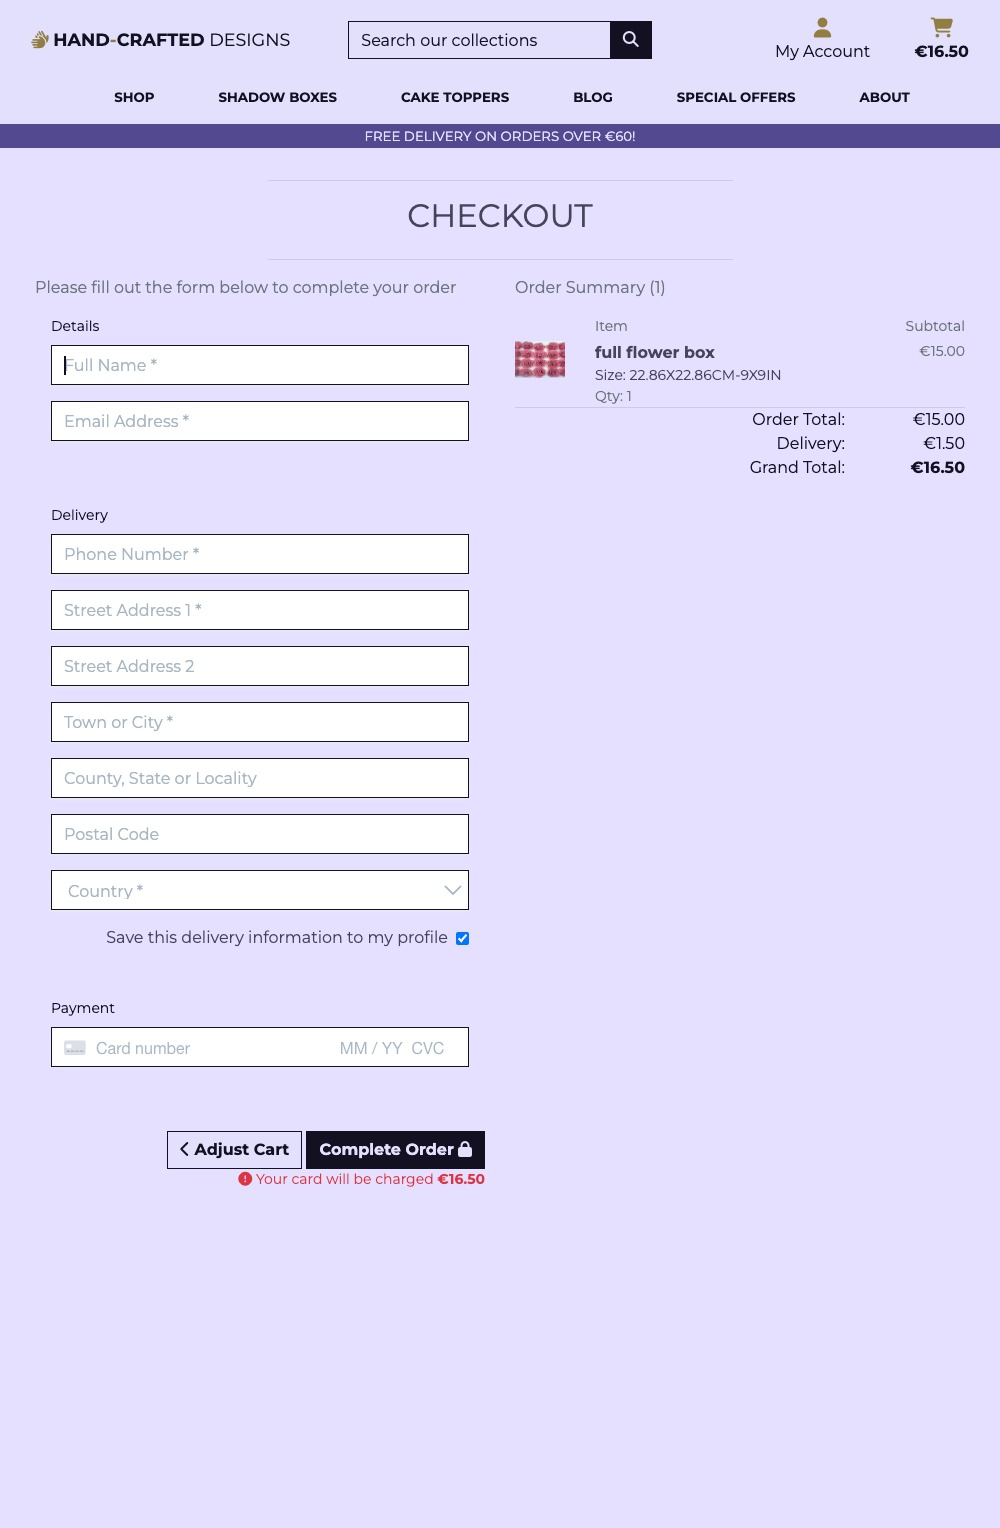 HAND-CRAFTED DESIGNS
Search our collections
My Account
€16.50
SHOP
SHADOW BOXES
CAKE TOPPERS
BLOG
SPECIAL OFFERS
ABOUT
FREE DELIVERY ON ORDERS OVER €60!
CHECKOUT
Please fill out the form below to complete your order
Details
Full Name *
Email Address *
Delivery
Phone Number *
Street Address 1 *
Street Address 2
Town or City *
County, State or Locality
Postal Code
Country *
Save this delivery information to my profile
Payment
Card number MM / YY CVC
Adjust Cart
Complete Order
Your card will be charged €16.50
Order Summary (1)
Item Subtotal
full flower box €15.00
Size: 22.86X22.86CM-9X9IN
Qty: 1
Order Total: €15.00
Delivery: €1.50
Grand Total: €16.50